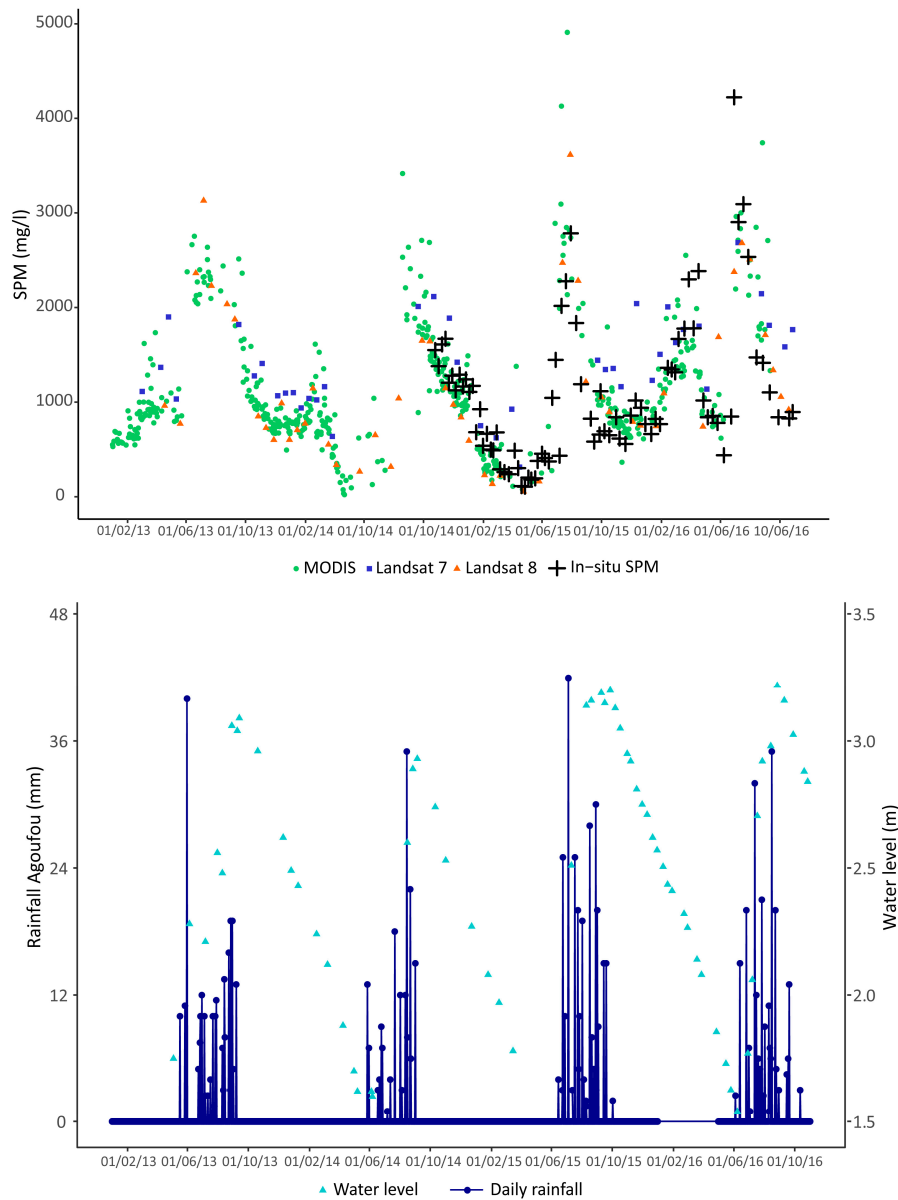 5000
4000
3000
2000
1000
0
SPM (mg/l)
01/02/13 01/06/13 01/10/13 01/02/14 01/10/14 01/10/14 01/02/15 01/06/15 01/10/15 01/02/16 01/06/16 10/06/16
MODIS Landsat 7 Landsat 8 In-situ SPM
48 3.5
36 3.0
24 2.5
12 2.0
0 1.5
Rainfall Agoufou (mm)
Water level (m)
01/02/13 01/06/13 01/10/13 01/02/14 01/06/14 01/10/14 01/02/15 01/06/15 01/10/15 01/02/16 01/06/16 01/10/16
Water level Daily rainfall